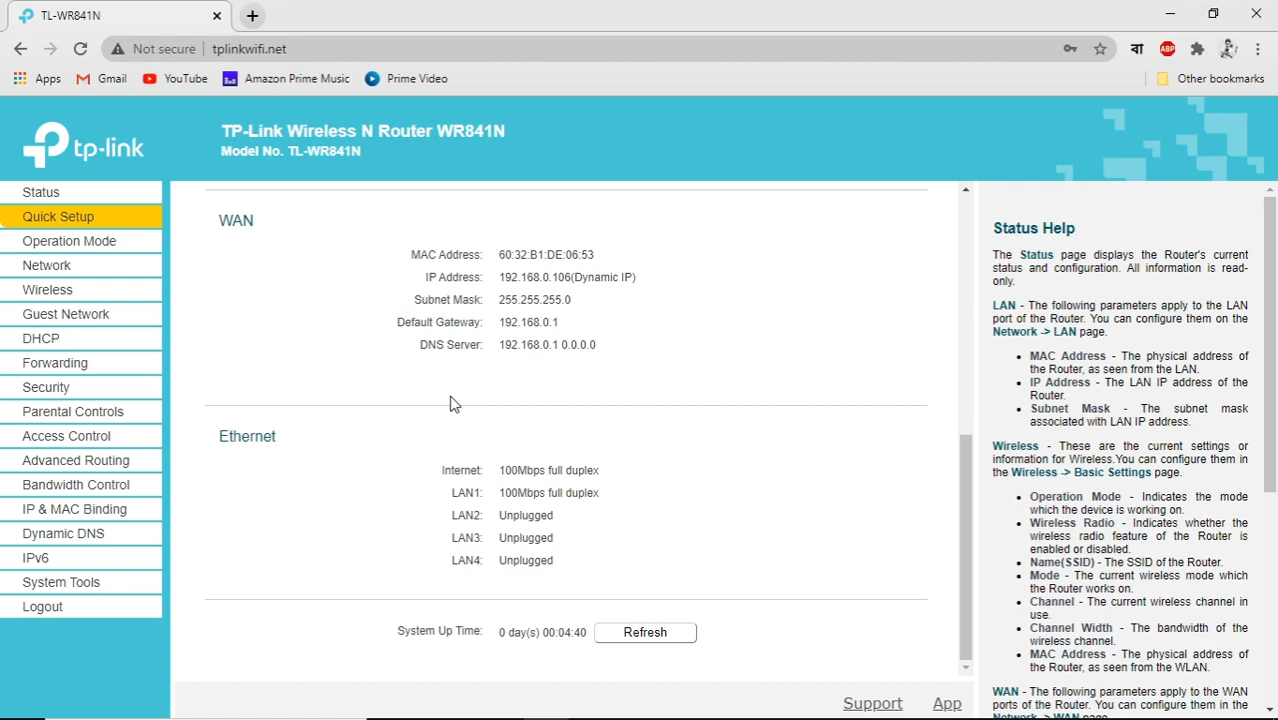 TL-WR841N
Not secure
tplinkwifi.net
বা
ABP
Apps
Gmail
YouTube
Amazon Prime Music
Prime Video
Other bookmarks
tp-link
TP-Link Wireless N Router WR841N
Model No. TL-WR841N
Status
Quick Setup
Operation Mode
Network
Wireless
Guest Network
DHCP
Forwarding
Security
Parental Controls
Access Control
Advanced Routing
Bandwidth Control
IP & MAC Binding
Dynamic DNS
IPv6
System Tools
Logout
WAN
MAC Address: 60:32:B1:DE:06:53
IP Address: 192.168.0.106(Dynamic IP)
Subnet Mask: 255.255.255.0
Default Gateway: 192.168.0.1
DNS Server: 192.168.0.1 0.0.0.0
Ethernet
Internet: 100Mbps full duplex
LAN1: 100Mbps full duplex
LAN2: Unplugged
LAN3: Unplugged
LAN4: Unplugged
System Up Time: 0 day(s) 00:04:40 Refresh
Support App
Status Help
The Status page displays the Router's current
status and configuration. All information is read-
only.
LAN - The following parameters apply to the LAN
port of the Router. You can configure them on the
Network -> LAN page.
• MAC Address - The physical address of
the Router, as seen from the LAN.
• IP Address - The LAN IP address of the
Router.
• Subnet Mask - The subnet mask
associated with LAN IP address.
Wireless - These are the current settings or
information for Wireless.You can configure them in
the Wireless -> Basic Settings page.
• Operation Mode - Indicates the mode
which the device is working on.
• Wireless Radio - Indicates whether the
wireless radio feature of the Router is
enabled or disabled.
• Name(SSID) - The SSID of the Router.
• Mode - The current wireless mode which
the Router works on.
• Channel - The current wireless channel in
use.
• Channel Width - The bandwidth of the
wireless channel.
• MAC Address - The physical address of
the Router, as seen from the WLAN.
WAN - The following parameters apply to the WAN
ports of the Router. You can configure them in the
Network -> WAN page